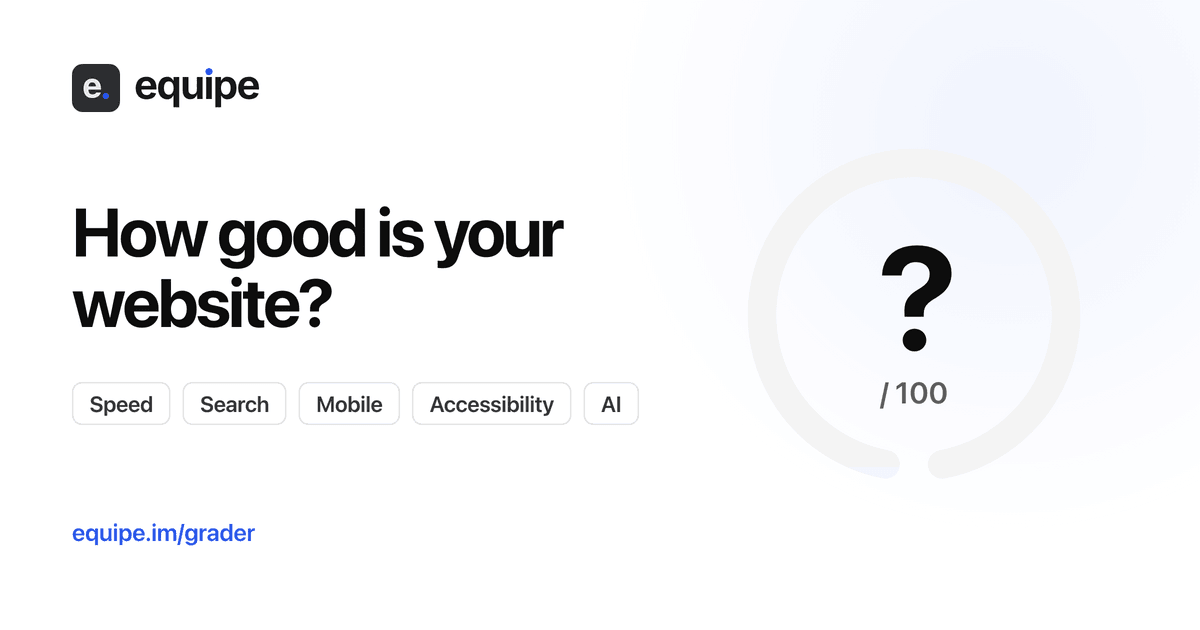 e.
equipe
How good is your
website?
Speed
Search
Mobile
Accessibility
AI
equipe.im/grader
?
/ 100